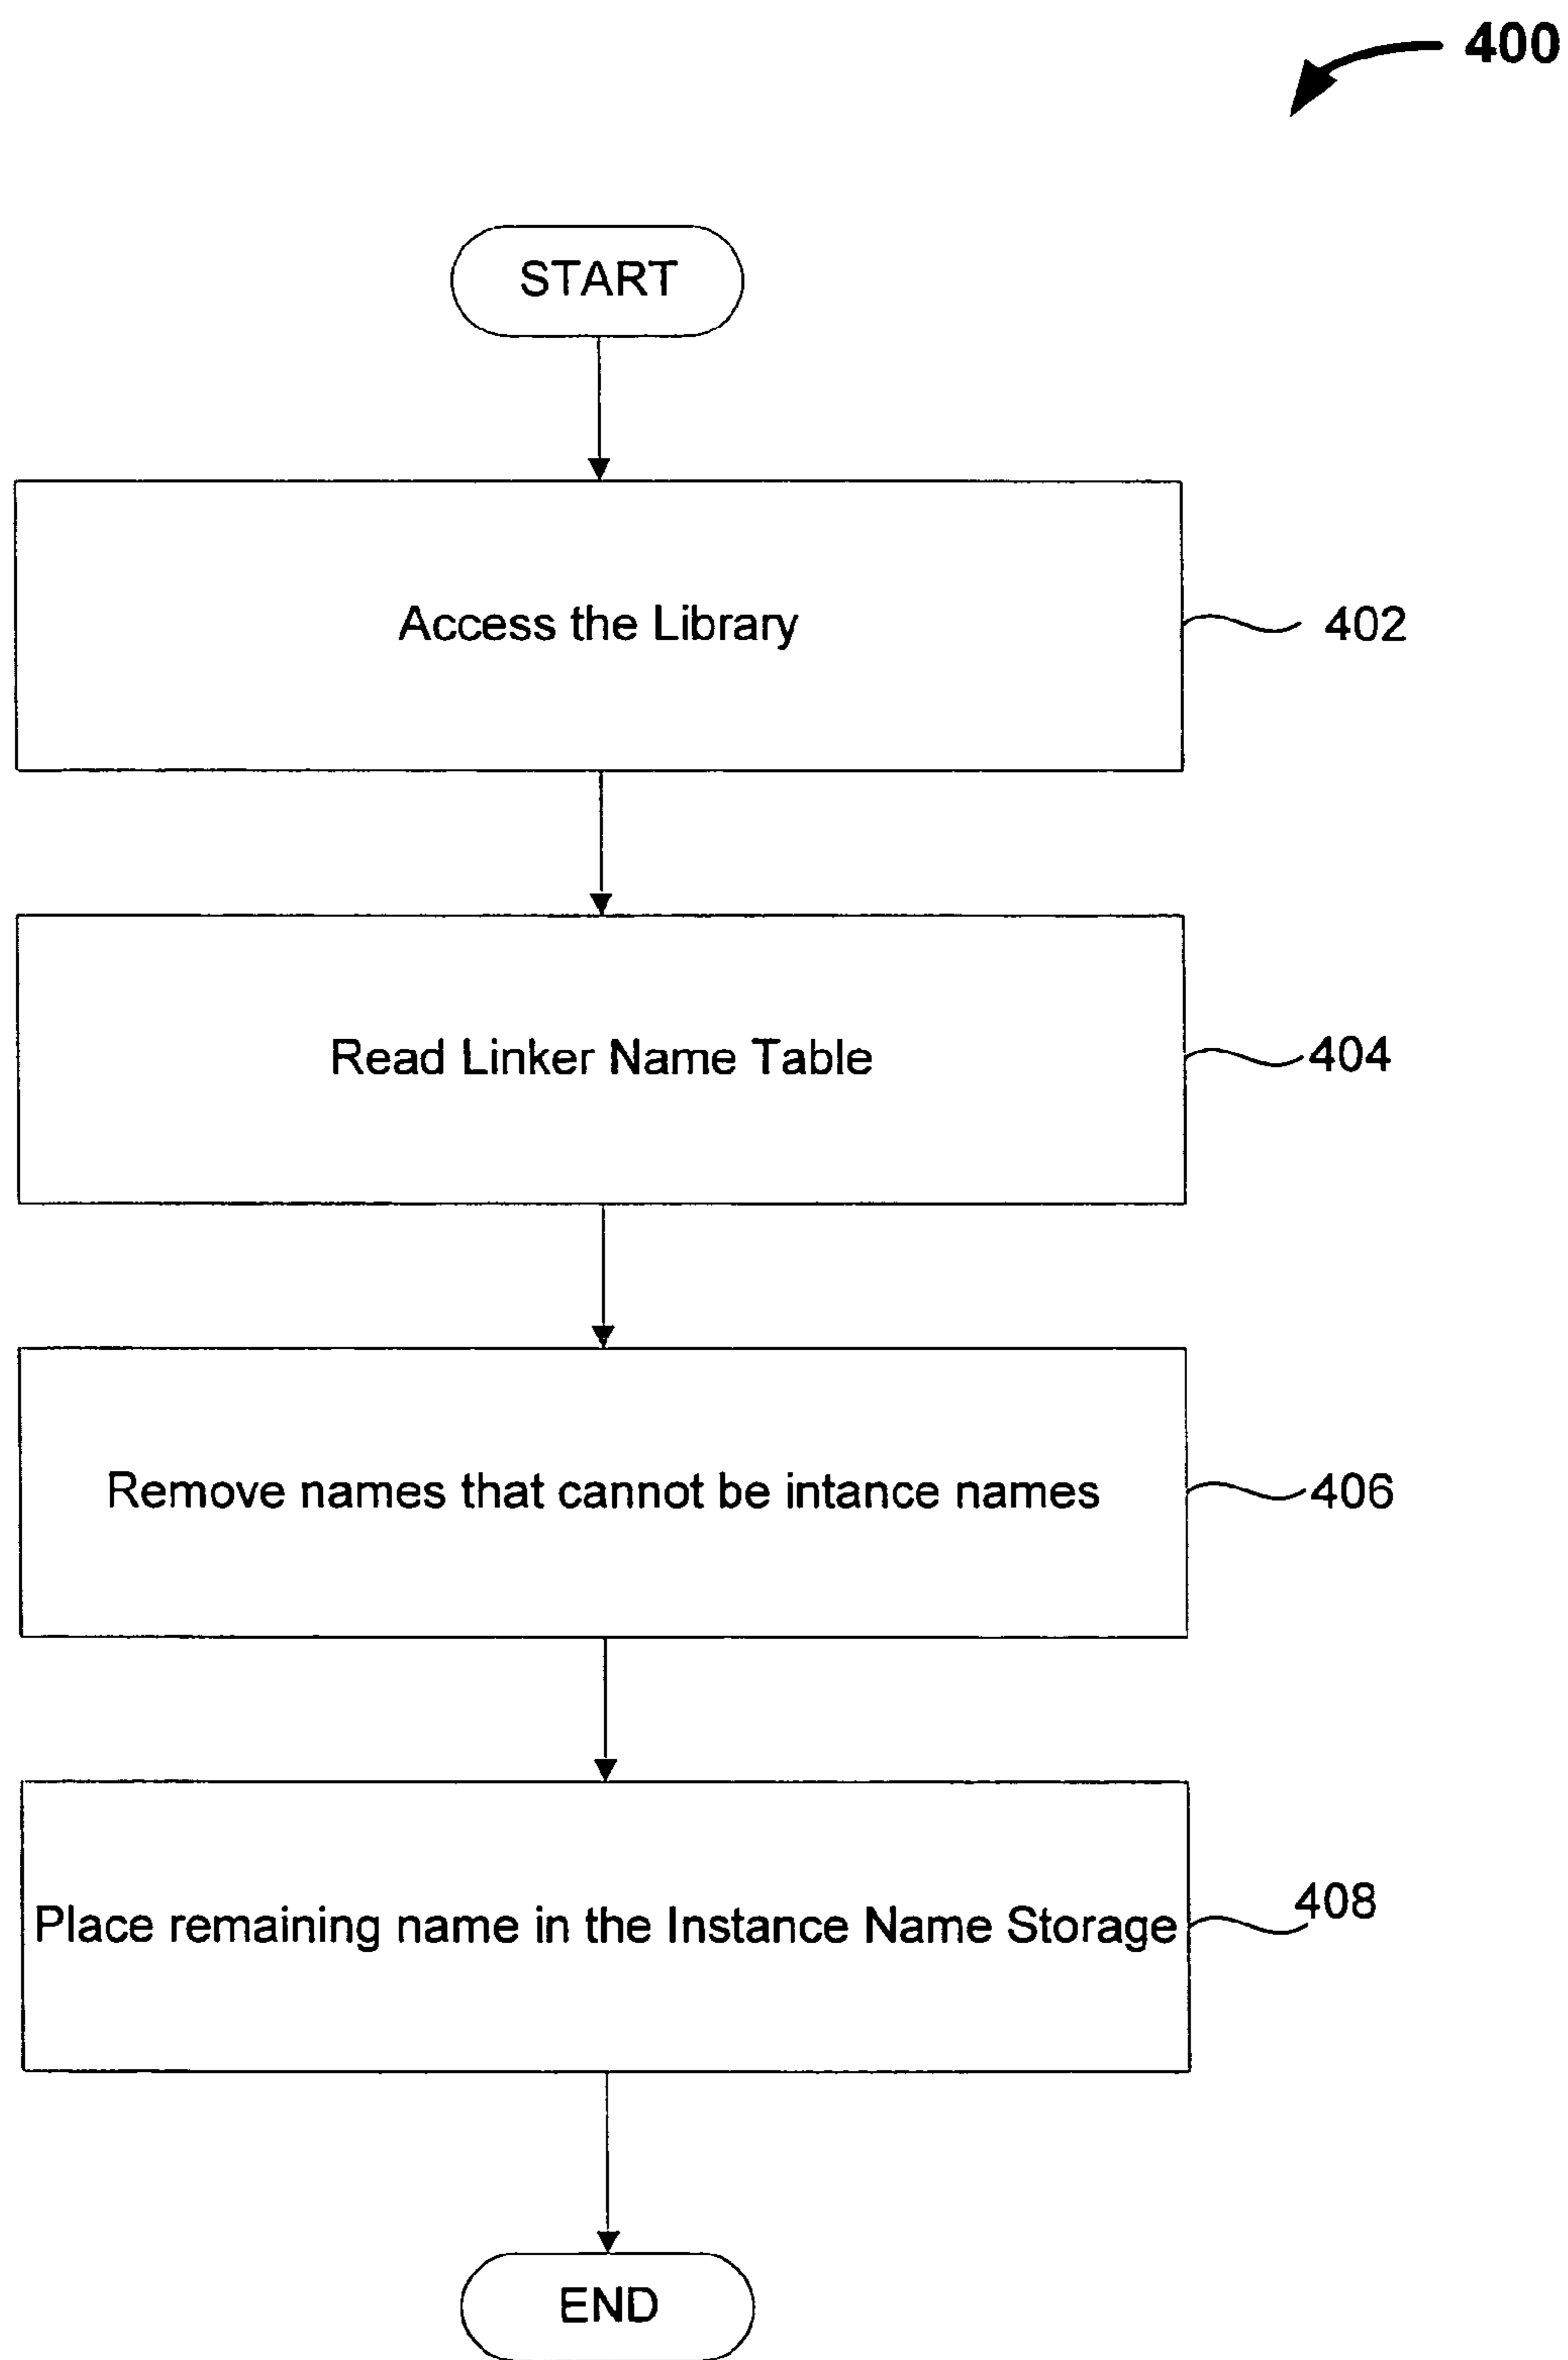 400
START
Access the Library
402
Read Linker Name Table
404
Remove names that cannot be intance names
406
Place remaining name in the Instance Name Storage
408
END